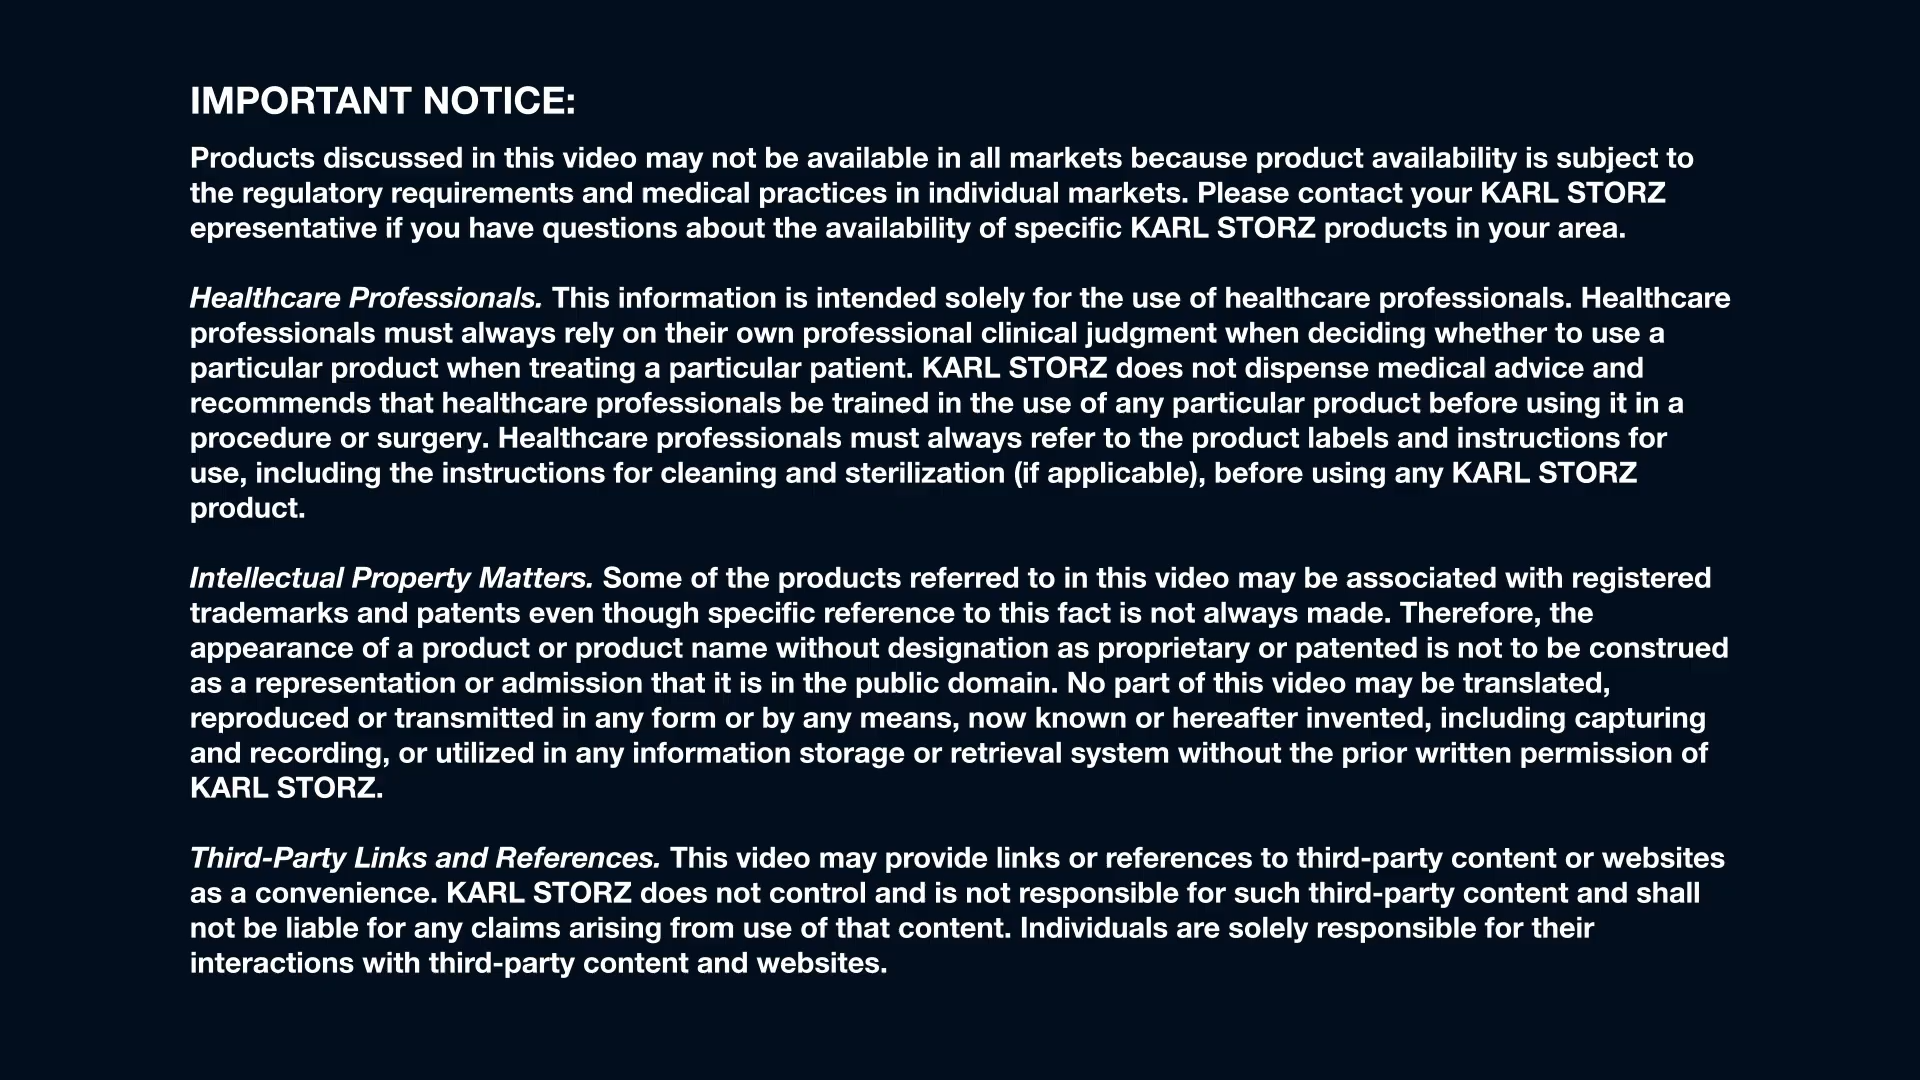 IMPORTANT NOTICE:
Products discussed in this video may not be available in all markets because product availability is subject to
the regulatory requirements and medical practices in individual markets. Please contact your KARL STORZ
epresentative if you have questions about the availability of specific KARL STORZ products in your area.
Healthcare Professionals. This information is intended solely for the use of healthcare professionals. Healthcare
professionals must always rely on their own professional clinical judgment when deciding whether to use a
particular product when treating a particular patient. KARL STORZ does not dispense medical advice and
recommends that healthcare professionals be trained in the use of any particular product before using it in a
procedure or surgery. Healthcare professionals must always refer to the product labels and instructions for
use, including the instructions for cleaning and sterilization (if applicable), before using any KARL STORZ
product.
Intellectual Property Matters. Some of the products referred to in this video may be associated with registered
trademarks and patents even though specific reference to this fact is not always made. Therefore, the
appearance of a product or product name without designation as proprietary or patented is not to be construed
as a representation or admission that it is in the public domain. No part of this video may be translated,
reproduced or transmitted in any form or by any means, now known or hereafter invented, including capturing
and recording, or utilized in any information storage or retrieval system without the prior written permission of
KARL STORZ.
Third-Party Links and References. This video may provide links or references to third-party content or websites
as a convenience. KARL STORZ does not control and is not responsible for such third-party content and shall
not be liable for any claims arising from use of that content. Individuals are solely responsible for their
interactions with third-party content and websites.